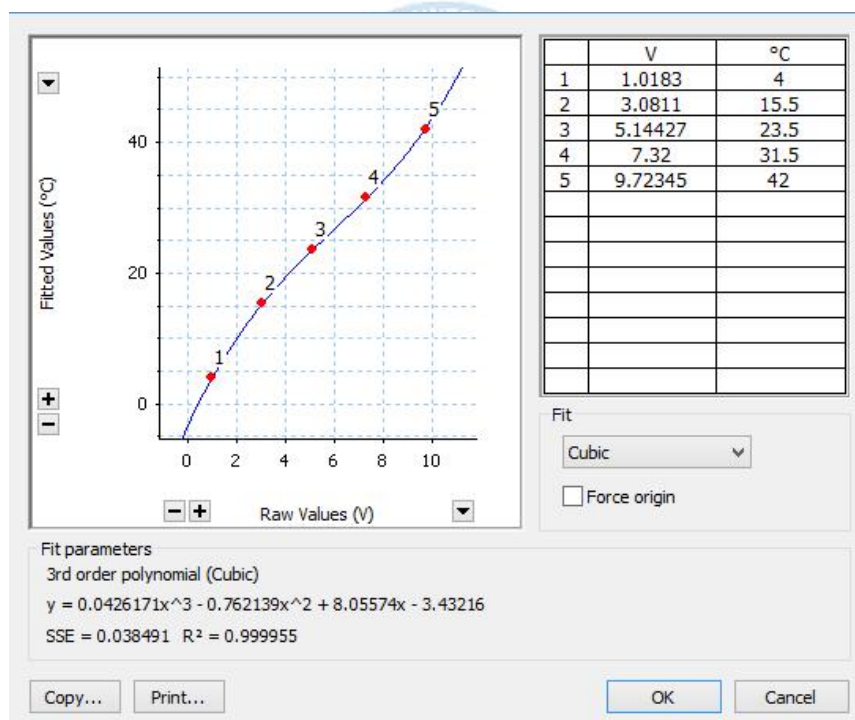 V °C
1 1.0183 4
2 3.0811 15.5
3 5.14427 23.5
4 7.32 31.5
5 9.72345 42
Fitted Values (°C)
40
20
0
1
2
3
4
5
0 2 4 6 8 10
Raw Values (V)
Fit
Cubic
Force origin
Fit parameters
3rd order polynomial (Cubic)
y = 0.0426171x^3 - 0.762139x^2 + 8.05574x - 3.43216
SSE = 0.038491 R² = 0.999955
Copy... Print... OK Cancel